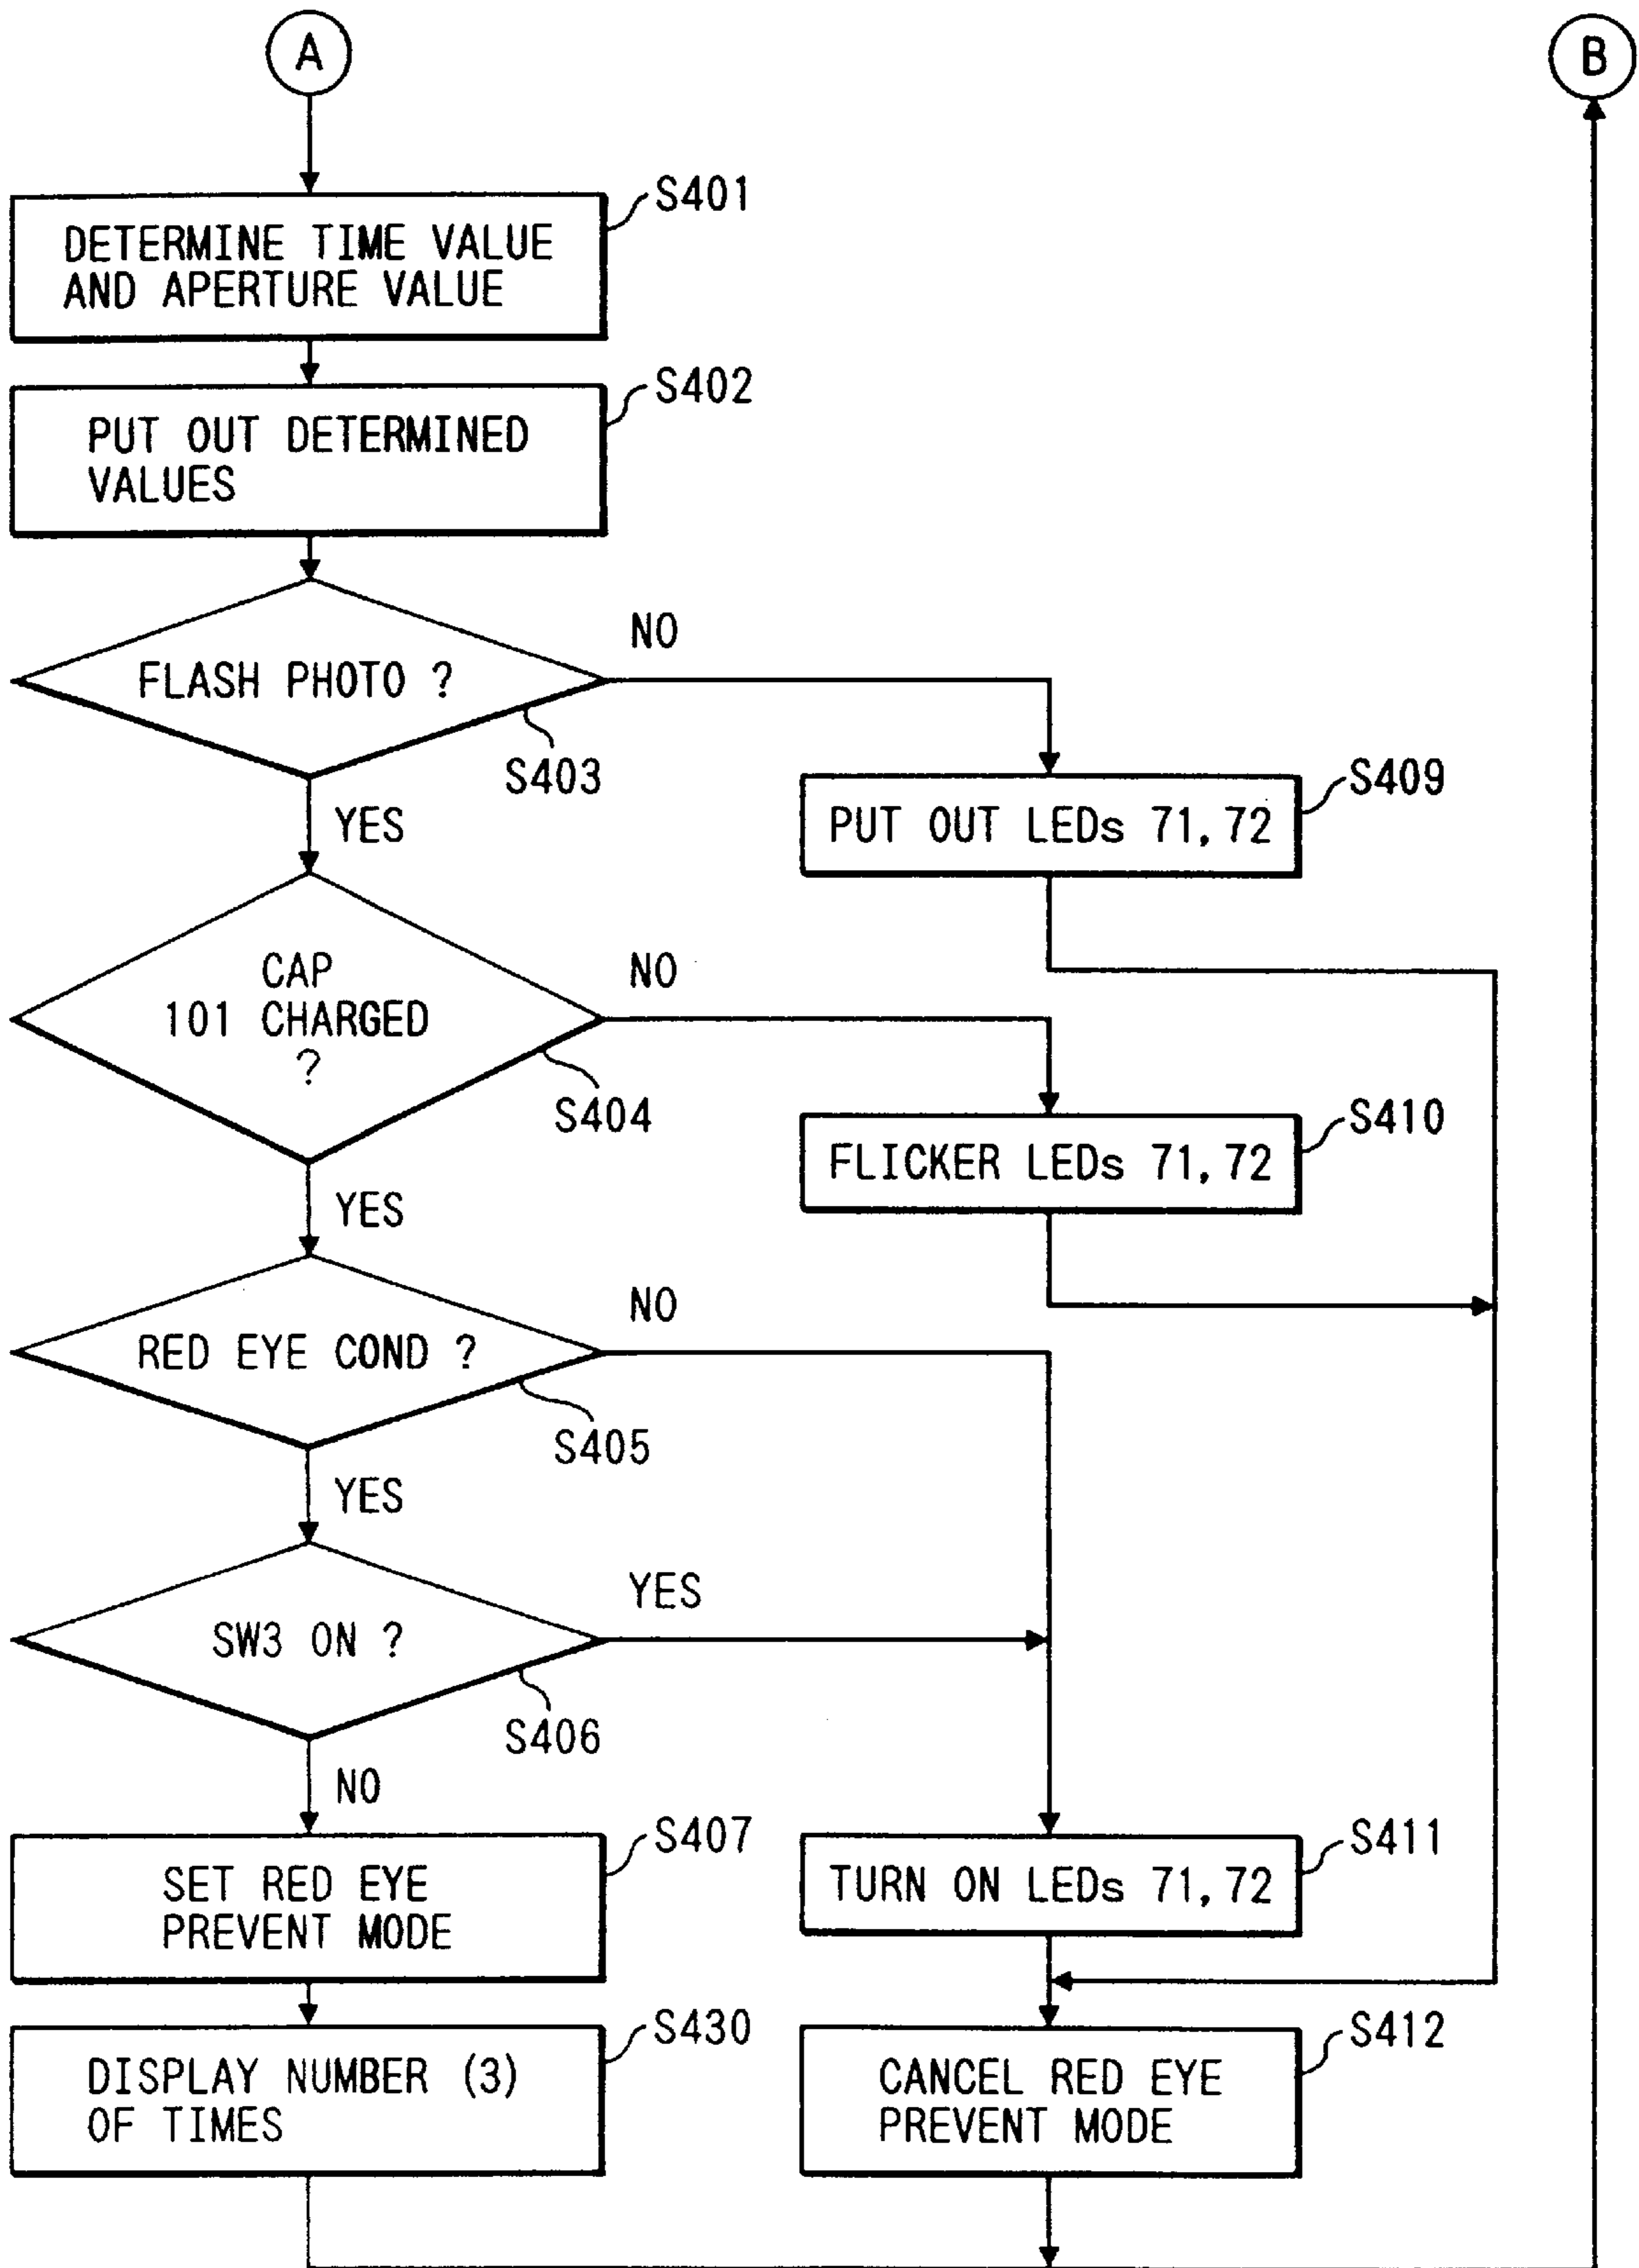 A
B
S401
DETERMINE TIME VALUE
AND APERTURE VALUE
S402
PUT OUT DETERMINED
VALUES
NO
FLASH PHOTO ?
S403
YES
S409
PUT OUT LEDs 71, 72
CAP
101 CHARGED
?
NO
S404
YES
S410
FLICKER LEDs 71, 72
NO
RED EYE COND ?
S405
YES
YES
SW3 ON ?
S406
NO
S407
SET RED EYE
PREVENT MODE
S411
TURN ON LEDs 71, 72
S430
DISPLAY NUMBER (3)
OF TIMES
S412
CANCEL RED EYE
PREVENT MODE